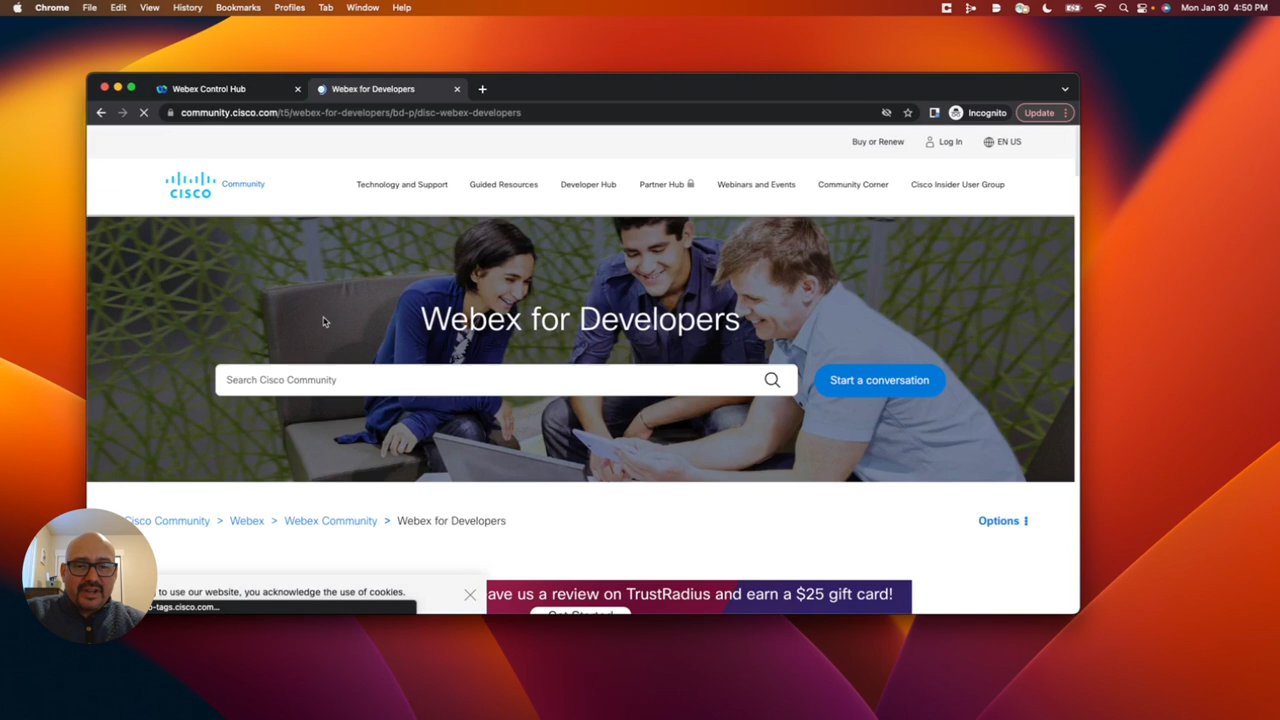 Chrome File Edit View History Bookmarks Profiles Tab Window Help
Mon Jan 30 4:50 PM
Webex Control Hub
Webex for Developers
community.cisco.com/t5/webex-for-developers/bd-p/disc-webex-developers
Incognito
Update
Buy or Renew
Log In
EN US
CISCO
Community
Technology and Support
Guided Resources
Developer Hub
Partner Hub
Webinars and Events
Community Corner
Cisco Insider User Group
Webex for Developers
Search Cisco Community
Start a conversation
Cisco Community > Webex > Webex Community > Webex for Developers
Options
to use our website, you acknowledge the use of cookies.
o-tags.cisco.com...
ave us a review on TrustRadius and earn a $25 gift card!
Get Started